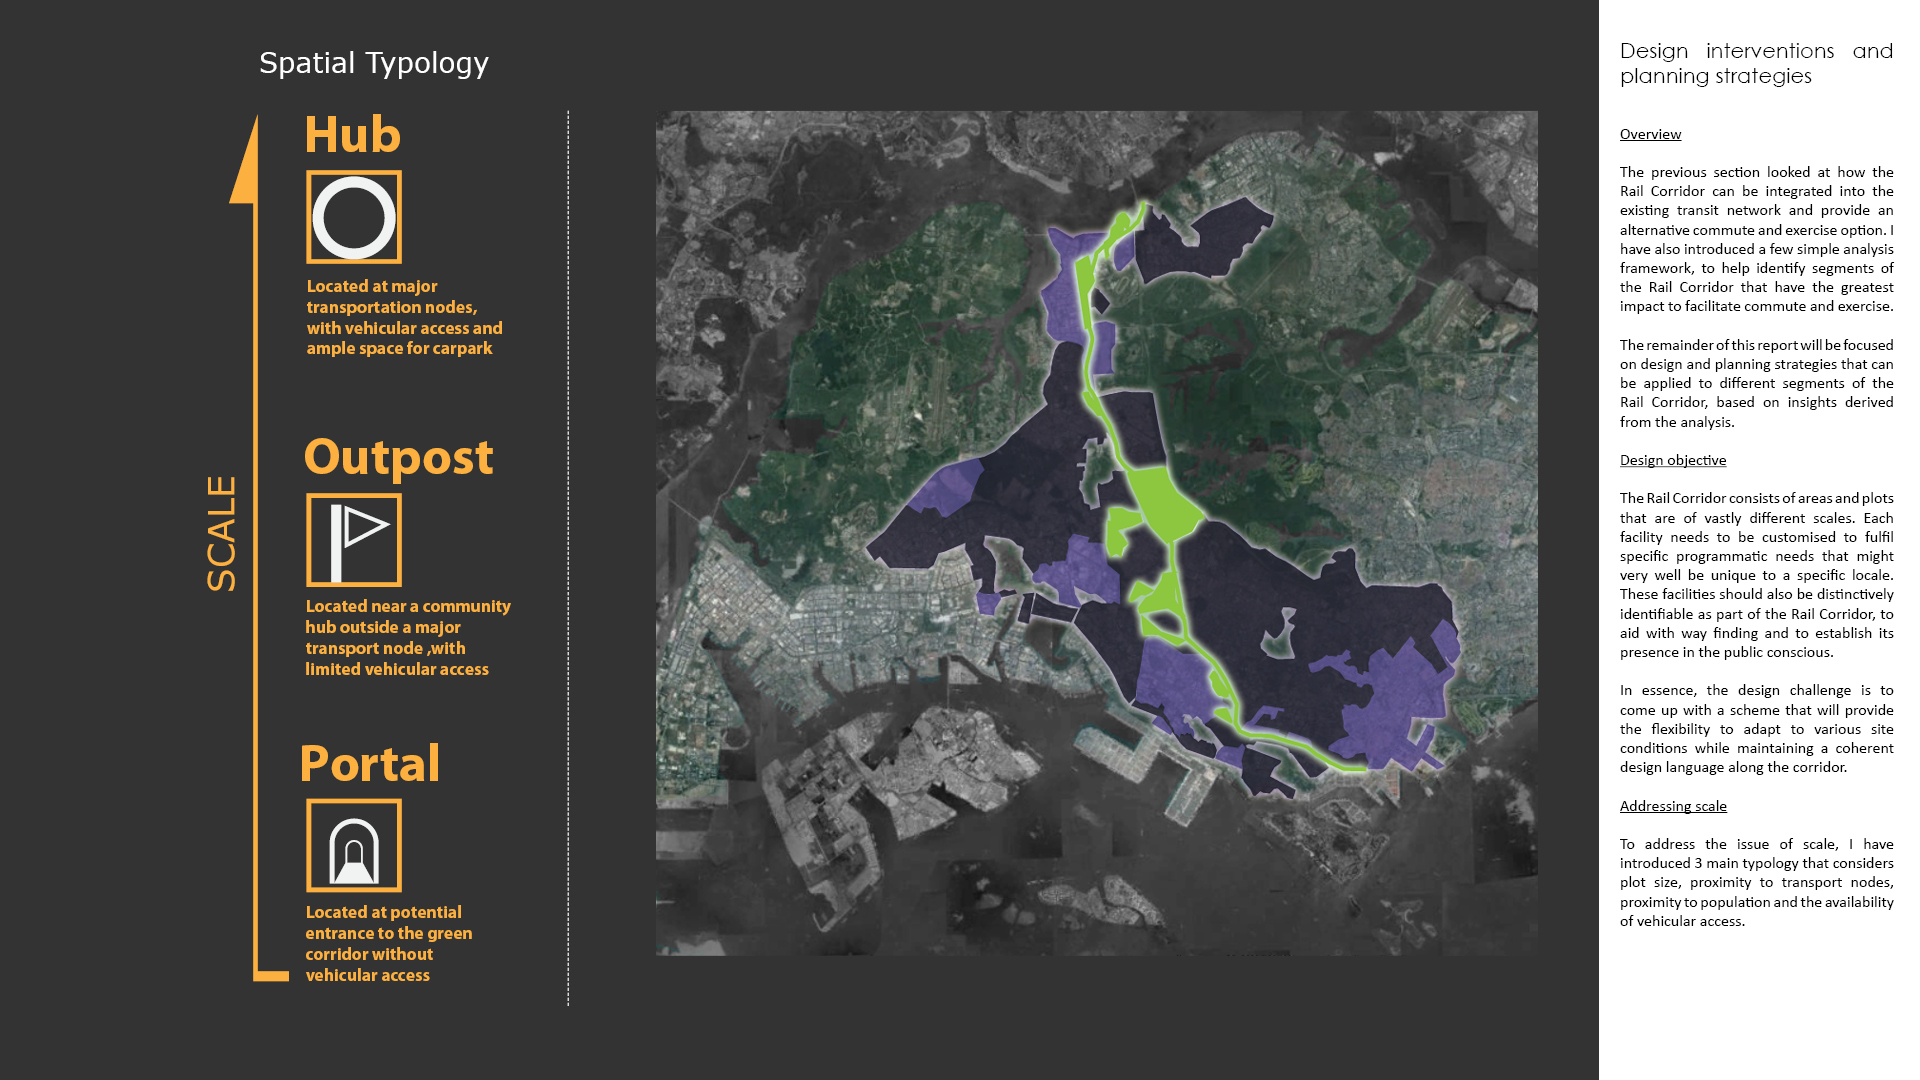 Spatial Typology
SCALE
Hub
Located at major
transportation nodes,
with vehicular access and
ample space for carpark
Outpost
Located near a community
hub outside a major
transport node ,with
limited vehicular access
Portal
Located at potential
entrance to the green
corridor without
vehicular access
Design interventions and
planning strategies
Overview
The previous section looked at how the
Rail Corridor can be integrated into the
existing transit network and provide an
alternative commute and exercise option. I
have also introduced a few simple analysis
framework, to help identify segments of
the Rail Corridor that have the greatest
impact to facilitate commute and exercise.
The remainder of this report will be focused
on design and planning strategies that can
be applied to different segments of the
Rail Corridor, based on insights derived
from the analysis.
Design objective
The Rail Corridor consists of areas and plots
that are of vastly different scales. Each
facility needs to be customised to fulfil
specific programmatic needs that might
very well be unique to a specific locale.
These facilities should also be distinctively
identifiable as part of the Rail Corridor, to
aid with way finding and to establish its
presence in the public conscious.
In essence, the design challenge is to
come up with a scheme that will provide
the flexibility to adapt to various site
conditions while maintaining a coherent
design language along the corridor.
Addressing scale
To address the issue of scale, I have
introduced 3 main typology that considers
plot size, proximity to transport nodes,
proximity to population and the availability
of vehicular access.